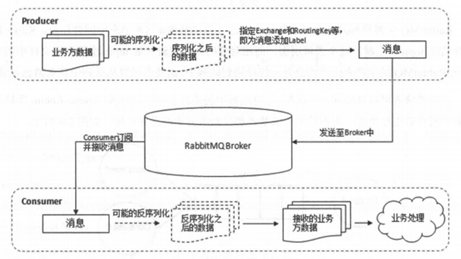 Producer
业务方数据
可能的序列化
序列化之后
的数据
指定Exchange和RoutingKey等，
即为消息添加Label
消息
发送至Broker中
RabbitMQ Broker
Consumer订阅
并接收消息
Consumer
消息
可能的反序列化
反序列化之
后的数据
接收的业务
方数据
业务处理